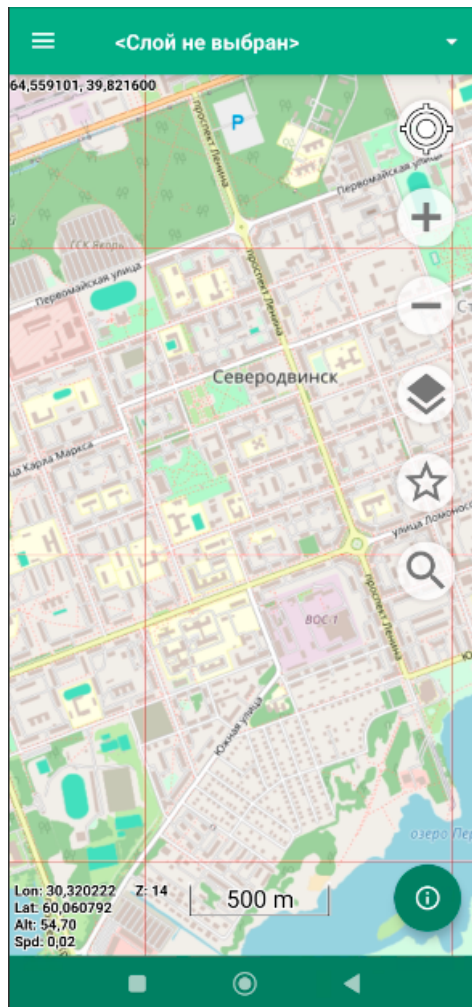 <Слой не выбран>
64,559101, 39,821600
проспект Ленина
P
Первомайская улица
ГСК Якорь
Первомайская улица
проспект Ленина
Северодвинск
ца Карла Маркса
улица Ломонос
ВОС-1
проспект Ленина
Южная улица
озеро Пер
Lon: 30,320222 Z: 14
Lat: 60,060792
Alt: 54,70
Spd: 0,02
500 m